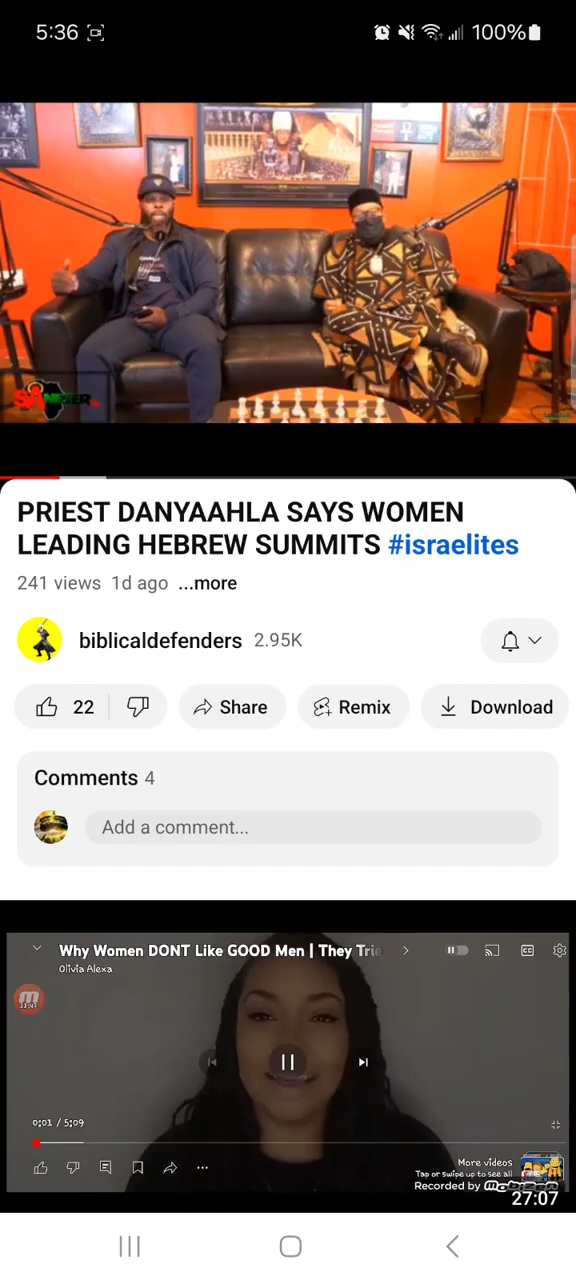 5:36
100%
PRIEST DANYAAHLA SAYS WOMEN
LEADING HEBREW SUMMITS #israelites
241 views 1d ago ...more
biblicaldefenders 2.95K
22
Share
Remix
Download
Comments 4
Add a comment...
Why Women DONT Like GOOD Men | They Trie
Olivia Alexa
CC
0:01 / 5:09
More videos
Tap or swipe up to see all
Recorded by
27:07